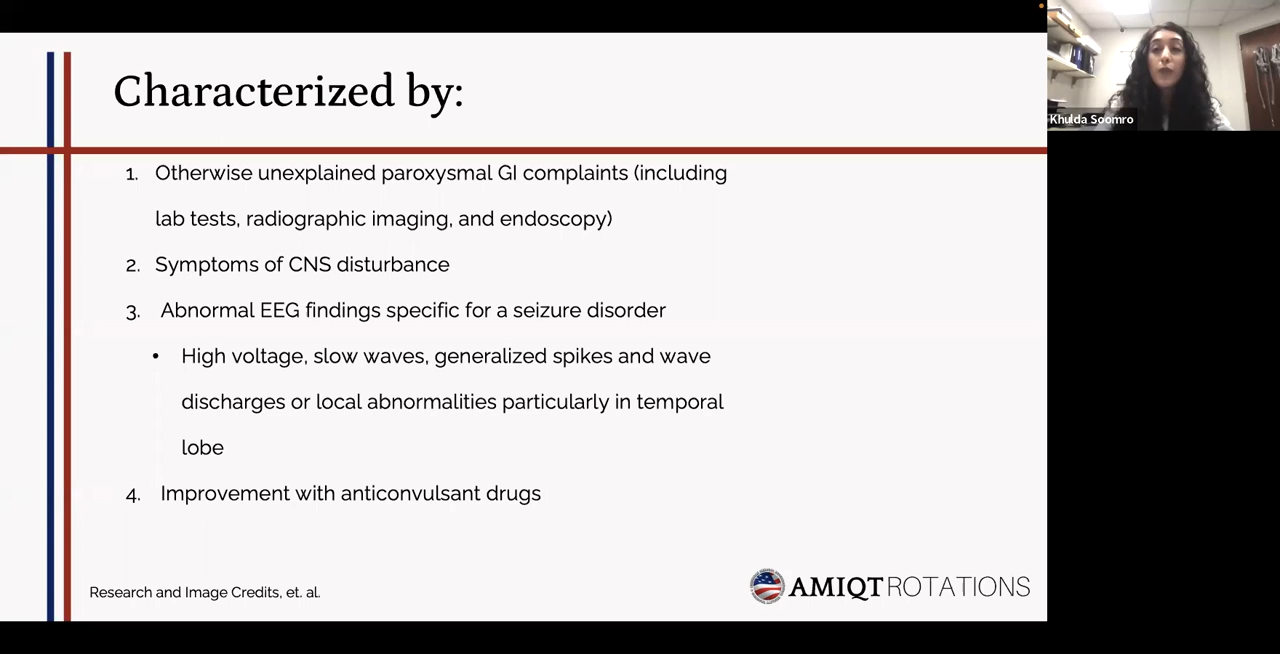 Characterized by:
1. Otherwise unexplained paroxysmal GI complaints (including
lab tests, radiographic imaging, and endoscopy)
2. Symptoms of CNS disturbance
3. Abnormal EEG findings specific for a seizure disorder
• High voltage, slow waves, generalized spikes and wave
discharges or local abnormalities particularly in temporal
lobe
4. Improvement with anticonvulsant drugs
Research and Image Credits, et. al.
AMIQT ROTATIONS
Khulda Soomro